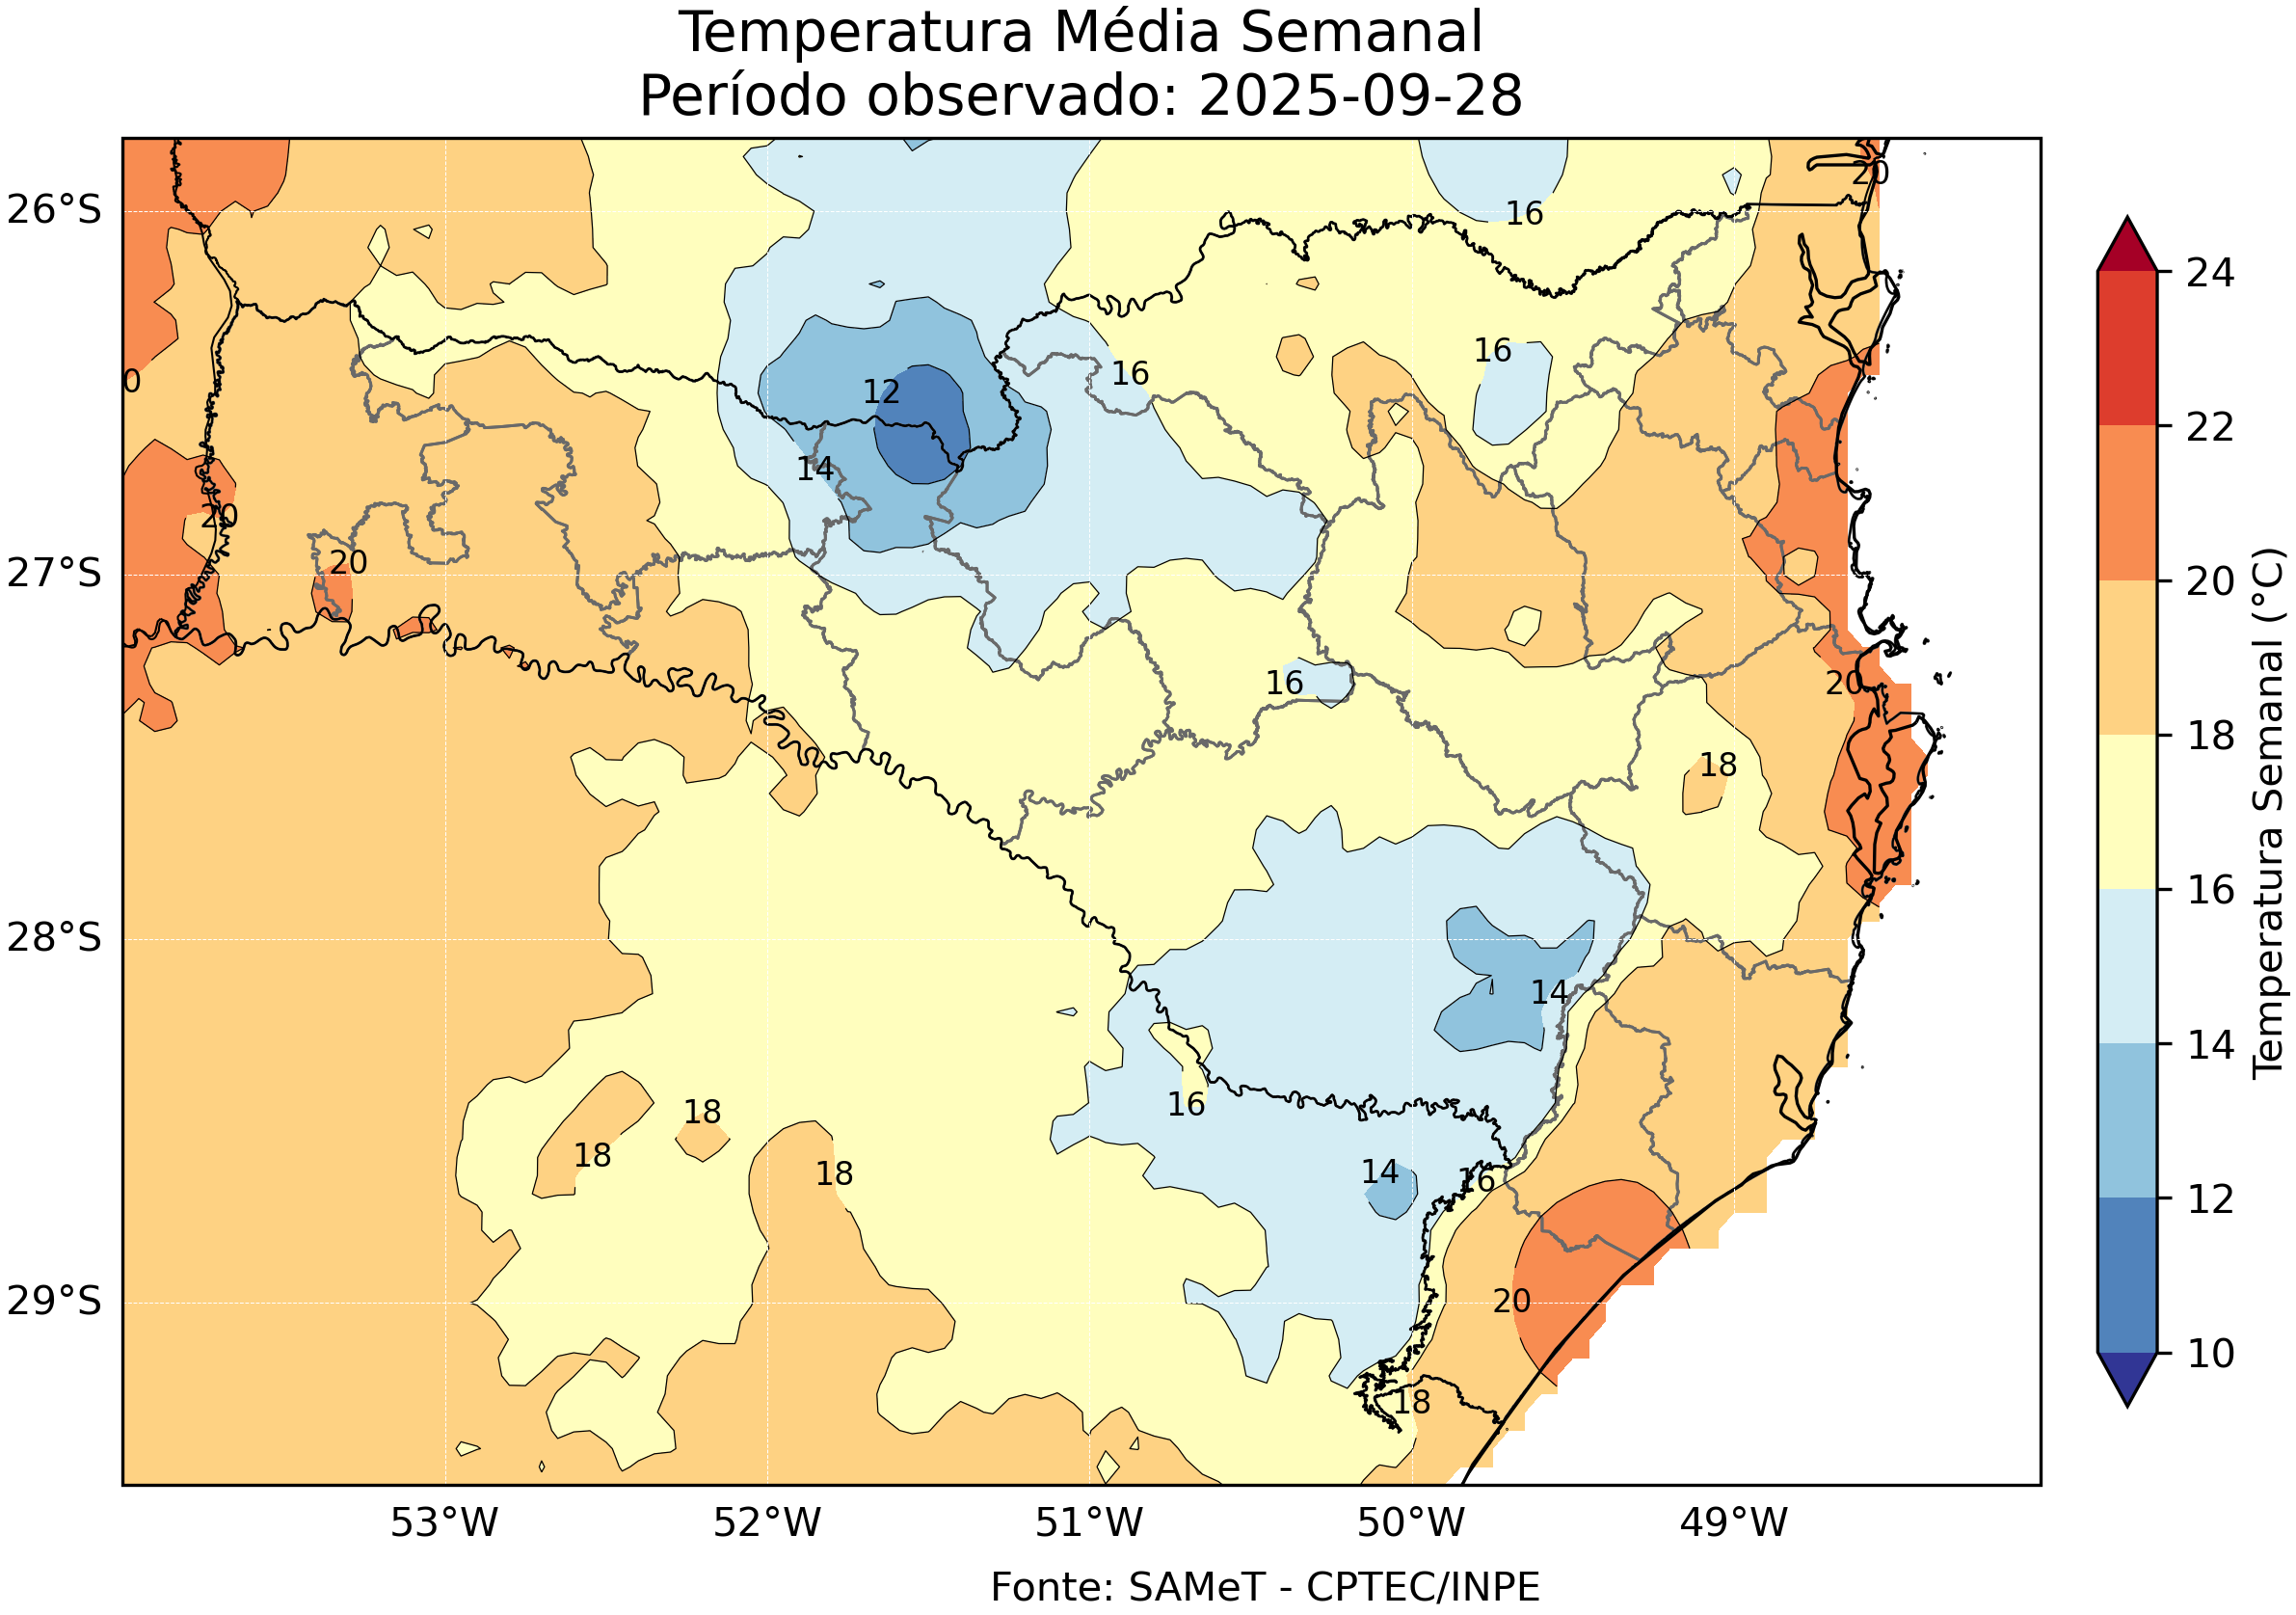 Temperatura Média Semanal
Período observado: 2025-09-28
26°S
27°S
28°S
29°S
53°W
52°W
51°W
50°W
49°W
20
16
0
12
16
16
14
20
20
16
20
18
14
16
18
18
18
14
16
20
18
24
22
20
18
16
14
12
10
Temperatura Semanal (°C)
Fonte: SAMeT - CPTEC/INPE